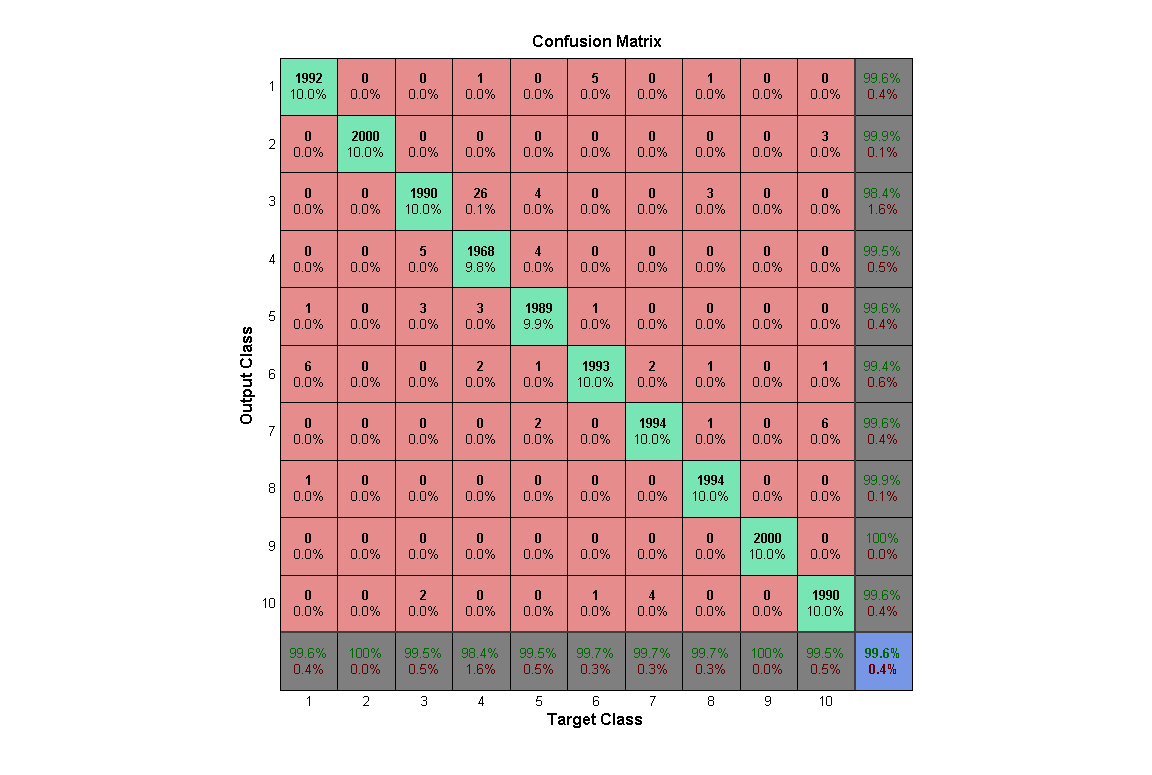 Confusion Matrix
1 1992 0 0 1 0 5 0 1 0 0 99.6%
10.0% 0.0% 0.0% 0.0% 0.0% 0.0% 0.0% 0.0% 0.0% 0.0% 0.4%
2 0 2000 0 0 0 0 0 0 0 3 99.9%
0.0% 10.0% 0.0% 0.0% 0.0% 0.0% 0.0% 0.0% 0.0% 0.0% 0.1%
3 0 0 1990 26 4 0 0 3 0 0 98.4%
0.0% 0.0% 10.0% 0.1% 0.0% 0.0% 0.0% 0.0% 0.0% 0.0% 1.6%
4 0 0 5 1968 4 0 0 0 0 0 99.5%
0.0% 0.0% 0.0% 9.8% 0.0% 0.0% 0.0% 0.0% 0.0% 0.0% 0.5%
5 1 0 3 3 1989 1 0 0 0 0 99.6%
0.0% 0.0% 0.0% 0.0% 9.9% 0.0% 0.0% 0.0% 0.0% 0.0% 0.4%
6 6 0 0 2 1 1993 2 1 0 1 99.4%
0.0% 0.0% 0.0% 0.0% 0.0% 10.0% 0.0% 0.0% 0.0% 0.0% 0.6%
7 0 0 0 0 2 0 1994 1 0 6 99.6%
0.0% 0.0% 0.0% 0.0% 0.0% 0.0% 10.0% 0.0% 0.0% 0.0% 0.4%
8 1 0 0 0 0 0 0 1994 0 0 99.9%
0.0% 0.0% 0.0% 0.0% 0.0% 0.0% 0.0% 10.0% 0.0% 0.0% 0.1%
9 0 0 0 0 0 0 0 0 2000 0 100%
0.0% 0.0% 0.0% 0.0% 0.0% 0.0% 0.0% 0.0% 10.0% 0.0% 0.0%
10 0 0 2 0 0 1 4 0 0 1990 99.6%
0.0% 0.0% 0.0% 0.0% 0.0% 0.0% 0.0% 0.0% 0.0% 10.0% 0.4%
99.6% 100% 99.5% 98.4% 99.5% 99.7% 99.7% 99.7% 100% 99.5% 99.6%
0.4% 0.0% 0.5% 1.6% 0.5% 0.3% 0.3% 0.3% 0.0% 0.5% 0.4%
1 2 3 4 5 6 7 8 9 10
Target Class
Output Class